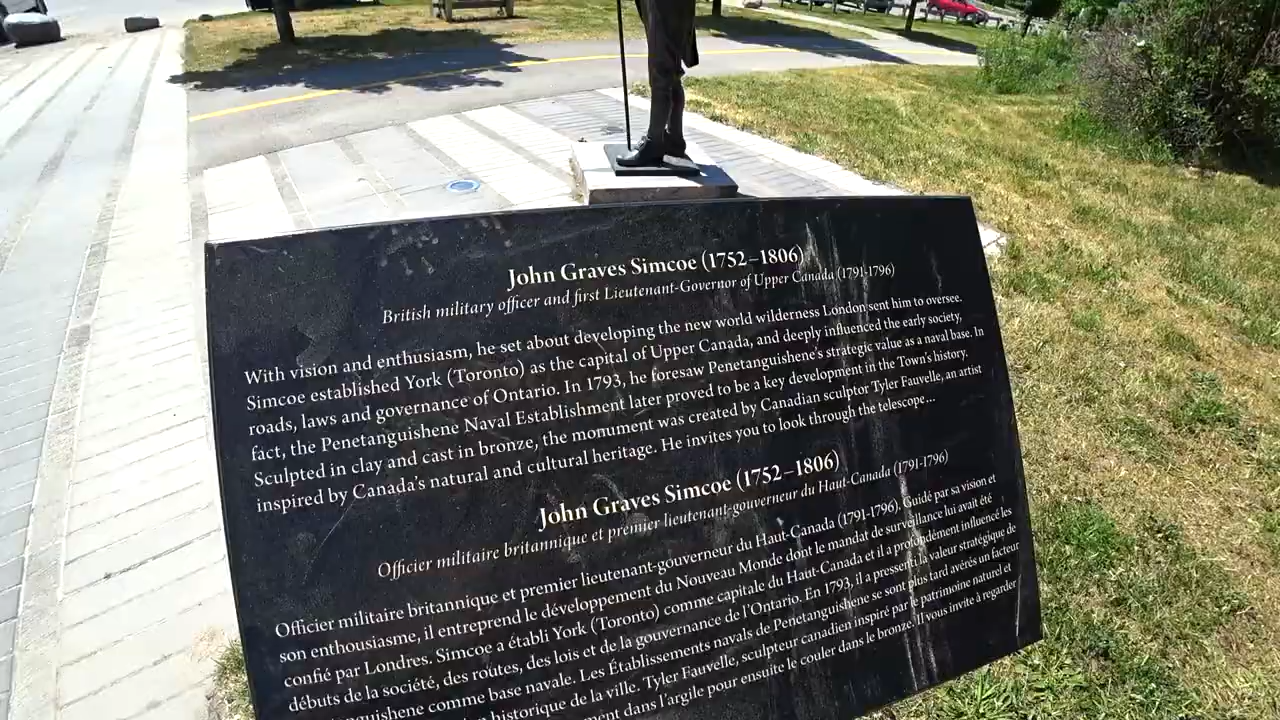 John Graves Simcoe (1752–1806)
British military officer and first Lieutenant-Governor of Upper Canada (1791-1796)
With vision and enthusiasm, he set about developing the new world wilderness London sent him to oversee.
Simcoe established York (Toronto) as the capital of Upper Canada, and deeply influenced the early society,
roads, laws and governance of Ontario. In 1793, he foresaw Penetanguishene's strategic value as a naval base. In
fact, the Penetanguishene Naval Establishment later proved to be a key development in the Town's history.
Sculpted in clay and cast in bronze, the monument was created by Canadian sculptor Tyler Fauvelle, an artist
inspired by Canada's natural and cultural heritage. He invites you to look through the telescope...
John Graves Simcoe (1752–1806)
Officier militaire britannique et premier lieutenant-gouverneur du Haut-Canada (1791-1796)
Officier militaire britannique et premier lieutenant-gouverneur du Haut-Canada (1791-1796). Guidé par sa vision et
son enthousiasme, il entreprend le développement du Nouveau Monde dont le mandat de surveillance lui avait été
confié par Londres. Simcoe a établi York (Toronto) comme capitale du Haut-Canada et il a profondément influencé les
débuts de la société, des routes, des lois et de la gouvernance de l'Ontario. En 1793, il a pressenti la valeur stratégique de
comme base navale. Les Établissements navals de Penetanguishene se sont plus tard avérés un facteur
historique de la ville. Tyler Fauvelle, sculpteur canadien inspiré par le patrimoine naturel et
dans l'argile pour ensuite le couler dans le bronze. Il vous invite à regarder